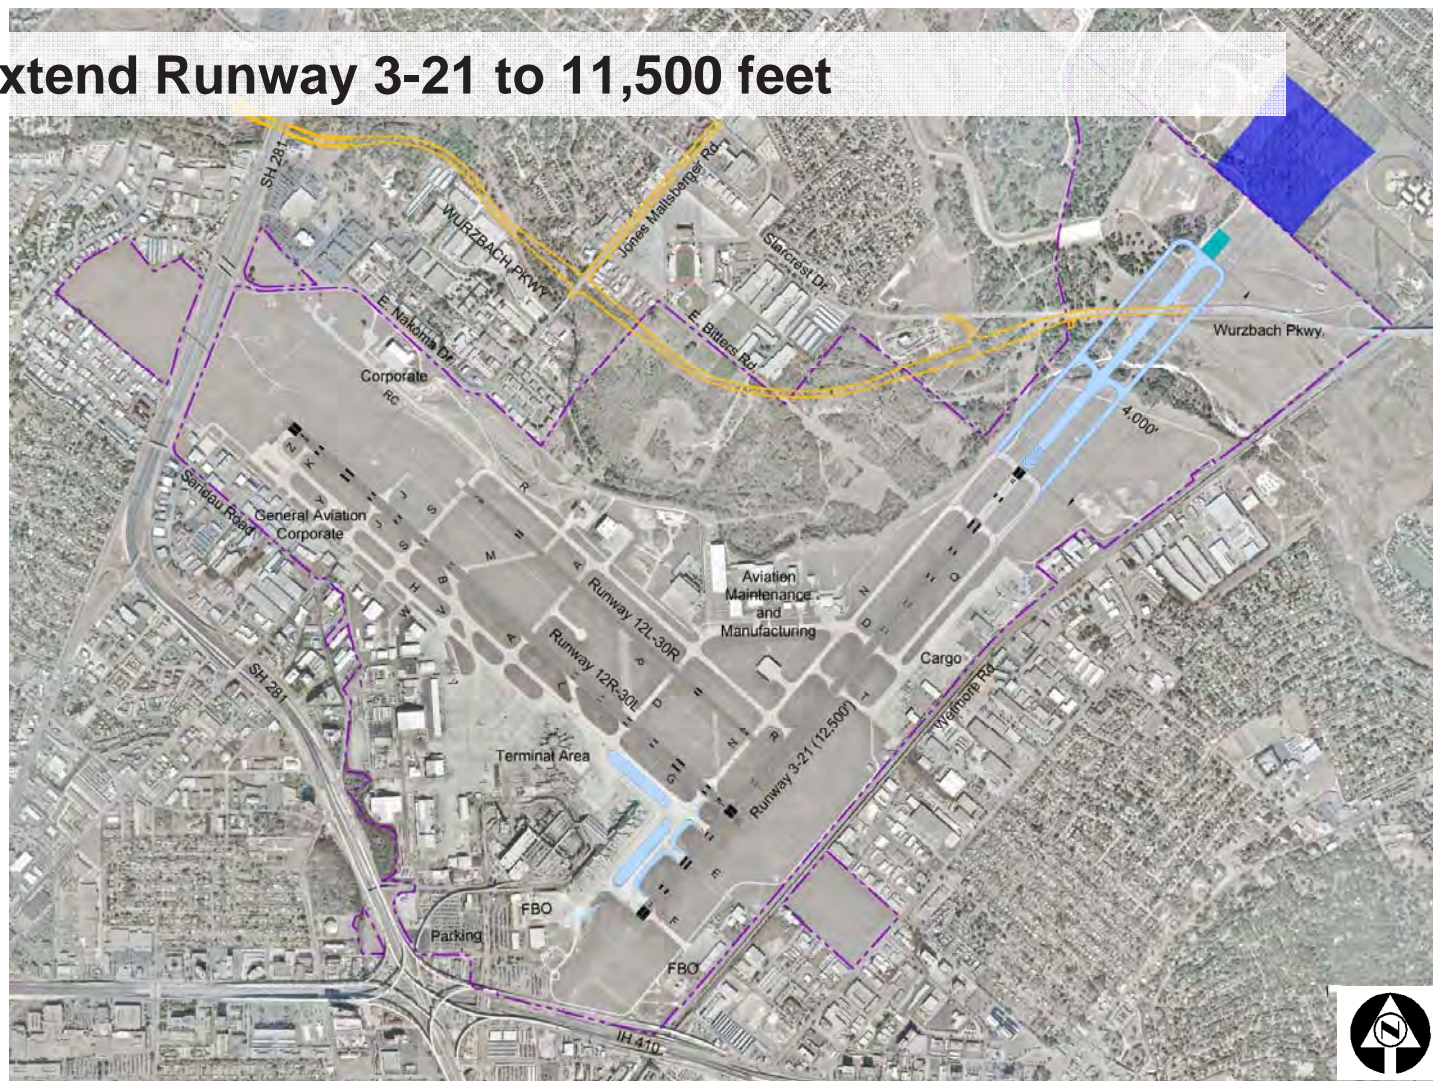 xtend Runway 3-21 to 11,500 feet
SH 281
WURZBACH PKWY
Jones Maltsberger Rd.
Starcrest Dr.
E. Nakoma Dr.
E. Bitters Rd.
Wurzbach Pkwy.
Corporate
RC
4,000'
N
K
Y
J
J
S
S
R
Sandau Road
General Aviation
Corporate
M
A
B
H
V
W
A
Runway 12L-30R
Runway 12R-30L
Aviation
Maintenance
and
Manufacturing
N
Q
D
Cargo
T
Wetmore Rd.
SH 281
P
D
L
Terminal Area
G
N
R
Runway 3-21 (12,500')
E
F
FBO
Parking
FBO
IH 410
N